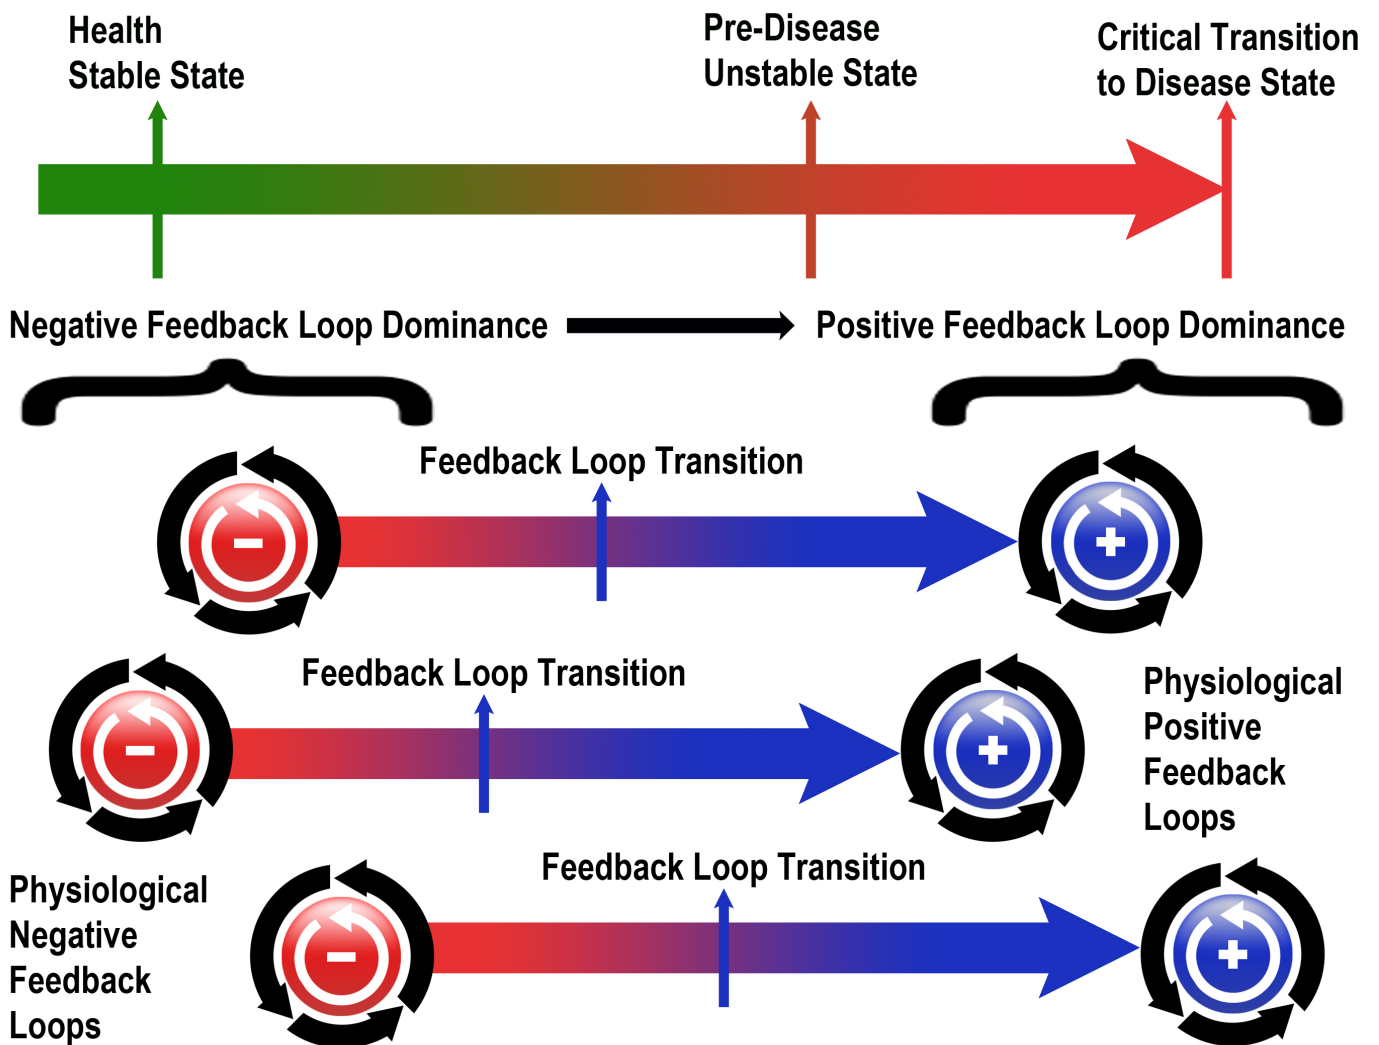 Health
Stable State
Pre-Disease
Unstable State
Critical Transition
to Disease State
Negative Feedback Loop Dominance
Positive Feedback Loop Dominance
Feedback Loop Transition
-
+
Feedback Loop Transition
-
+
Physiological
Positive
Feedback
Loops
Feedback Loop Transition
-
+
Physiological
Negative
Feedback
Loops